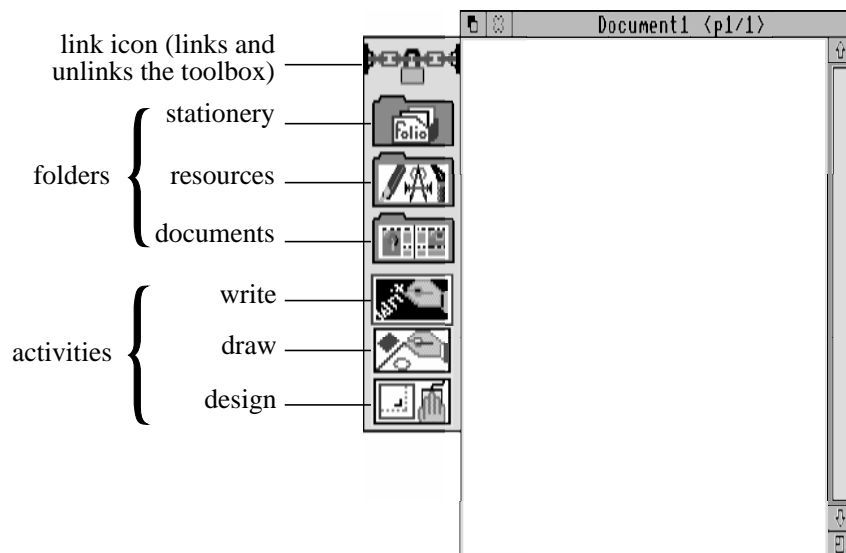 Document1 <p1/1>
link icon (links and
unlinks the toolbox)
stationery
folio
folders
resources
documents
write
activities
draw
design